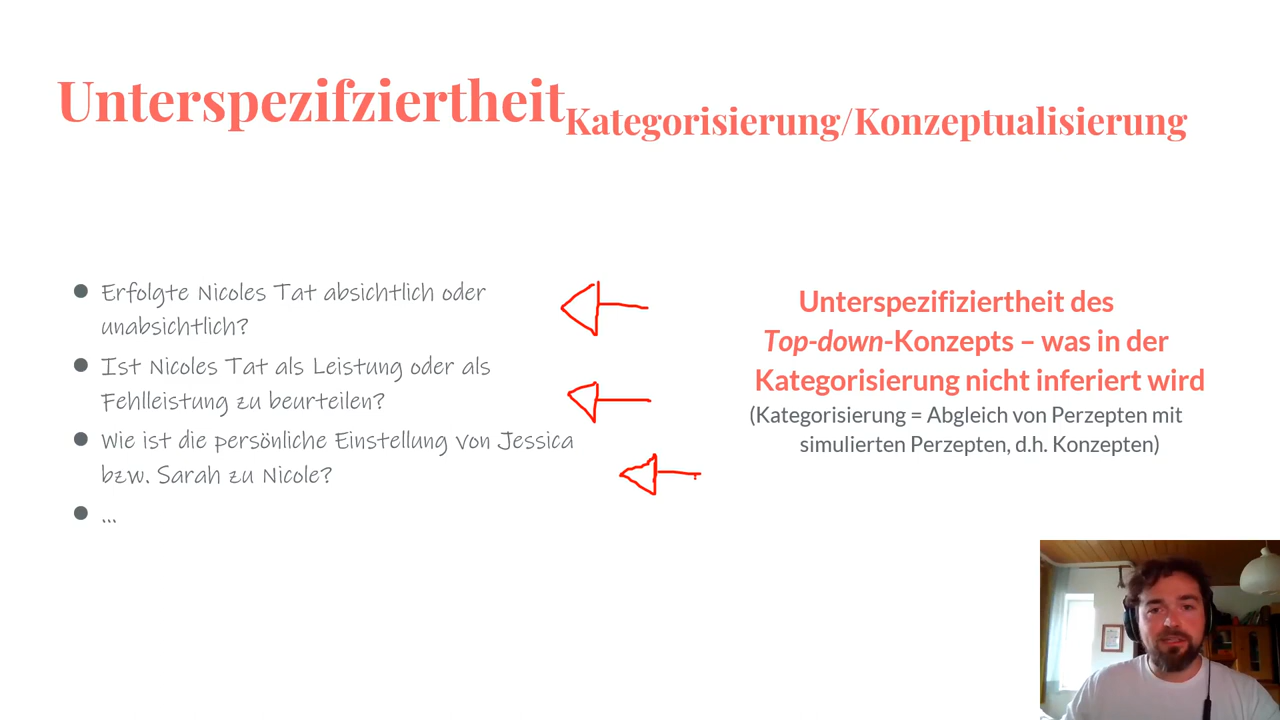 Unterspezifziertheit Kategorisierung/Konzeptualisierung
● Erfolgte Nicoles Tat absichtlich oder
unabsichtlich?
● Ist Nicoles Tat als Leistung oder als
Fehlleistung zu beurteilen?
● Wie ist die persönliche Einstellung von Jessica
bzw. Sarah zu Nicole?
● ...
Unterspezifiziertheit des
Top-down-Konzepts – was in der
Kategorisierung nicht inferiert wird
(Kategorisierung = Abgleich von Perzepten mit
simulierten Perzepten, d.h. Konzepten)